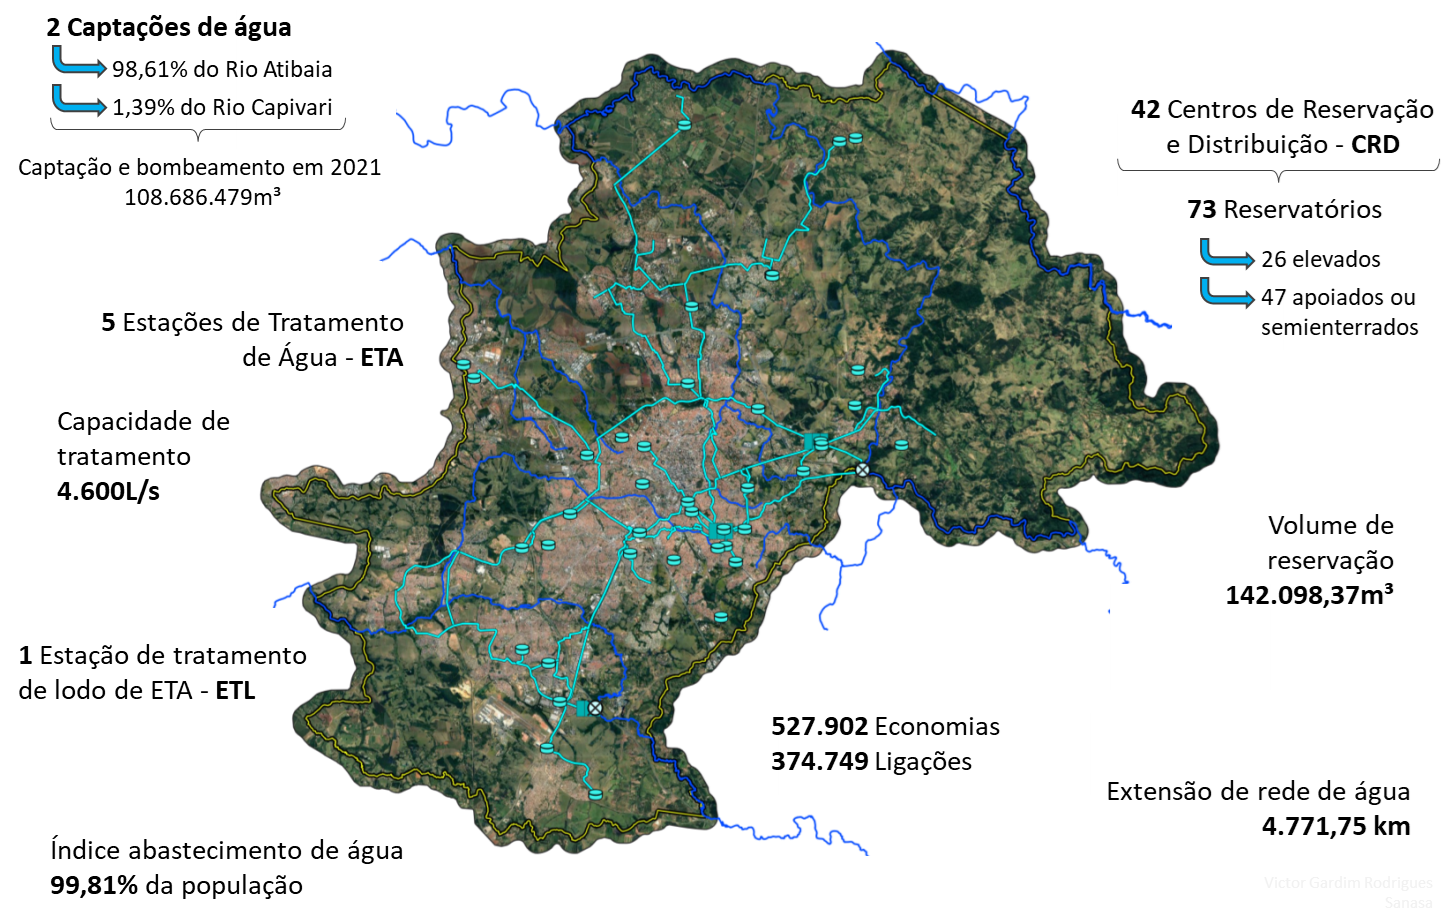 2 Captações de água
98,61% do Rio Atibaia
1,39% do Rio Capivari
Captação e bombeamento em 2021
108.686.479m³
5 Estações de Tratamento
de Água - ETA
Capacidade de
tratamento
4.600L/s
1 Estação de tratamento
de lodo de ETA - ETL
Índice abastecimento de água
99,81% da população
42 Centros de Reservação
e Distribuição - CRD
73 Reservatórios
26 elevados
47 apoiados ou
semienterrados
Volume de
reservação
142.098,37m³
527.902 Economias
374.749 Ligações
Extensão de rede de água
4.771,75 km
Victor Gardim Rodrigues
Sanasa